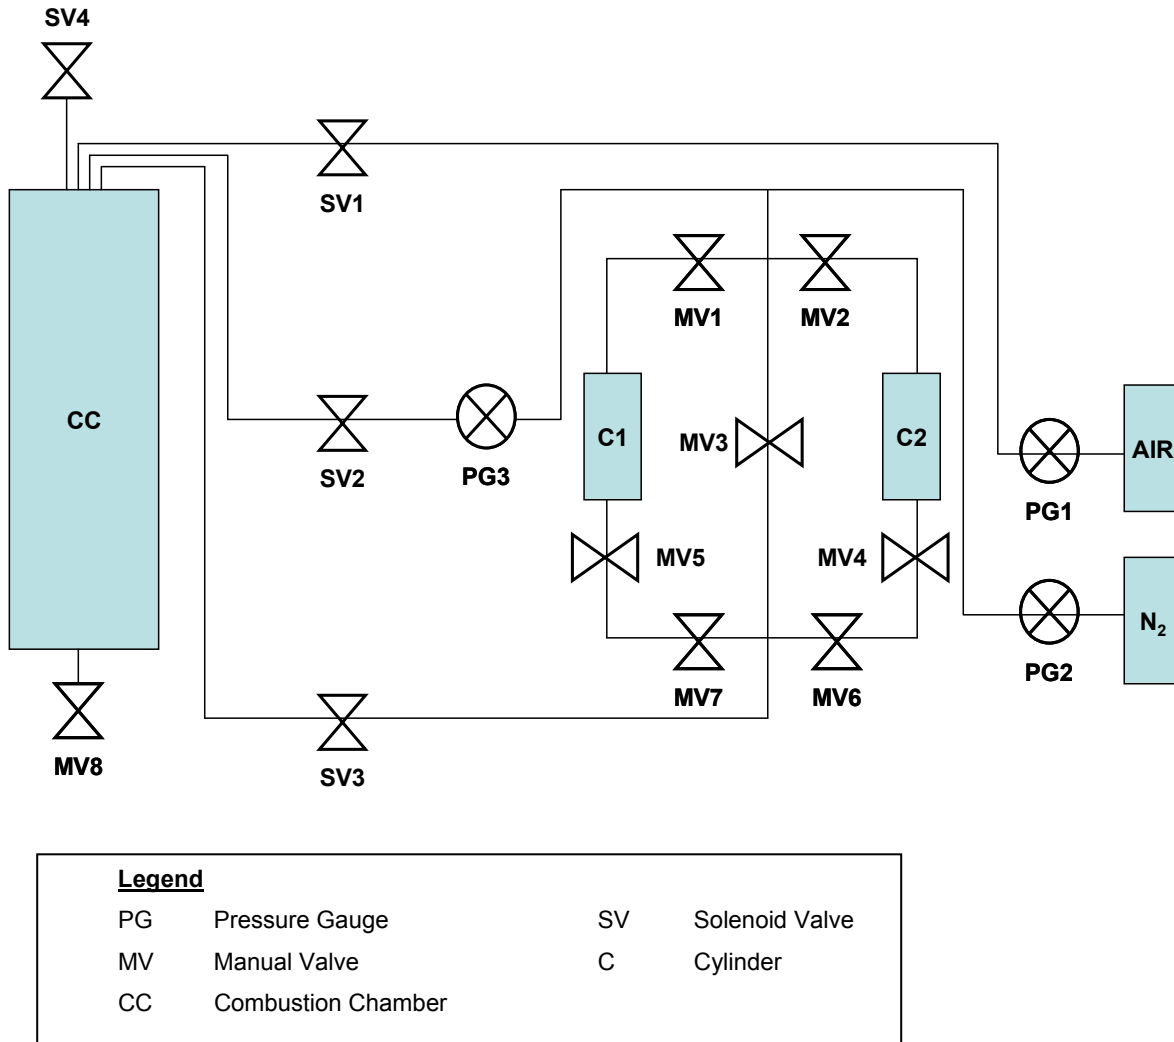 SV4
SV1
MV1 MV2
CC
SV2
PG3
C1
MV3
C2
PG1
AIR
MV5
MV4
MV7
MV6
PG2
N₂
MV8
SV3
Legend
PG Pressure Gauge SV Solenoid Valve
MV Manual Valve C Cylinder
CC Combustion Chamber